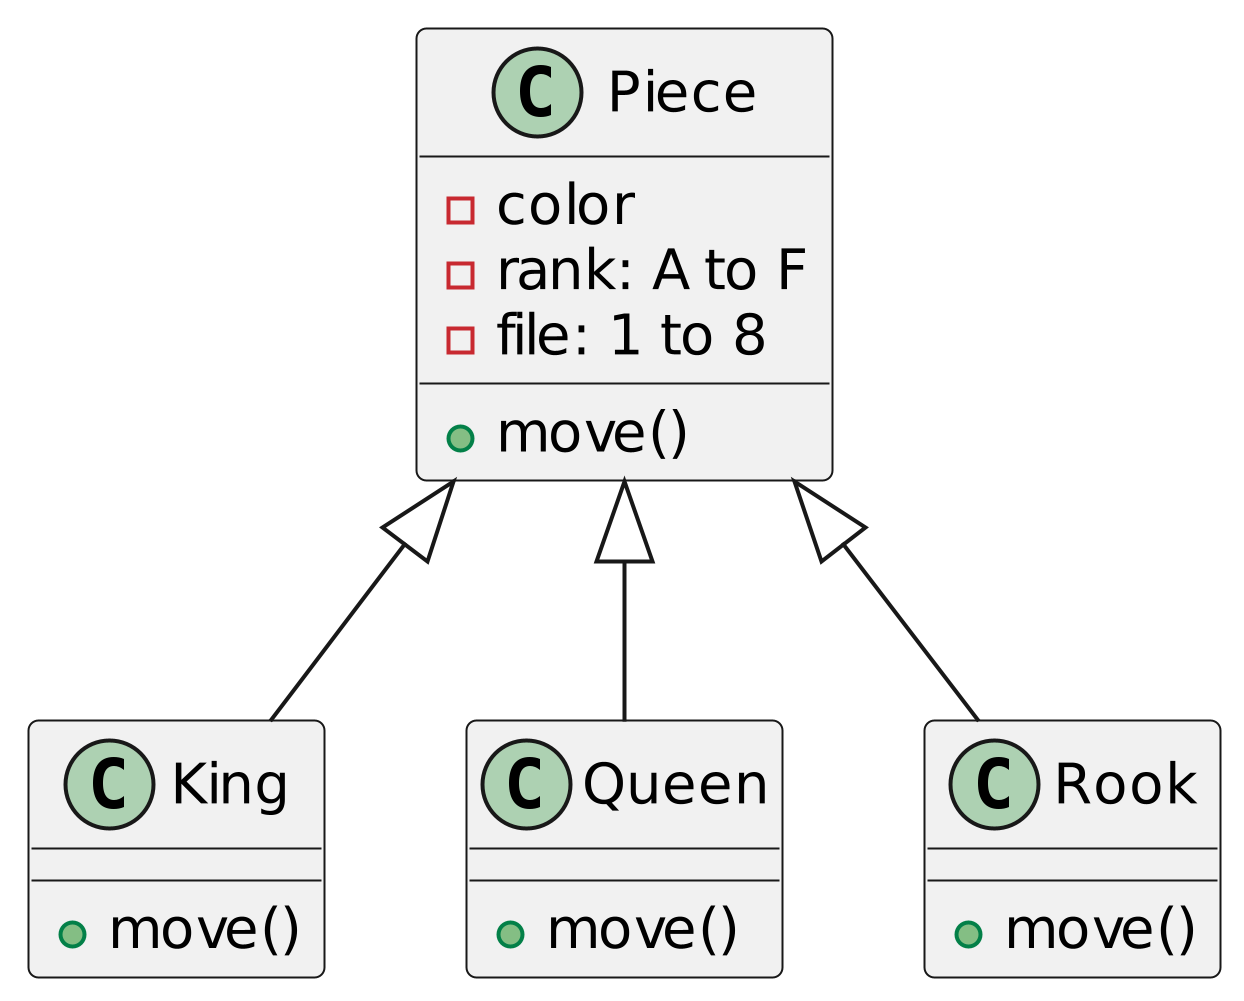 C Piece
color
rank: A to F
file: 1 to 8
move()
C King
move()
C Queen
move()
C Rook
move()